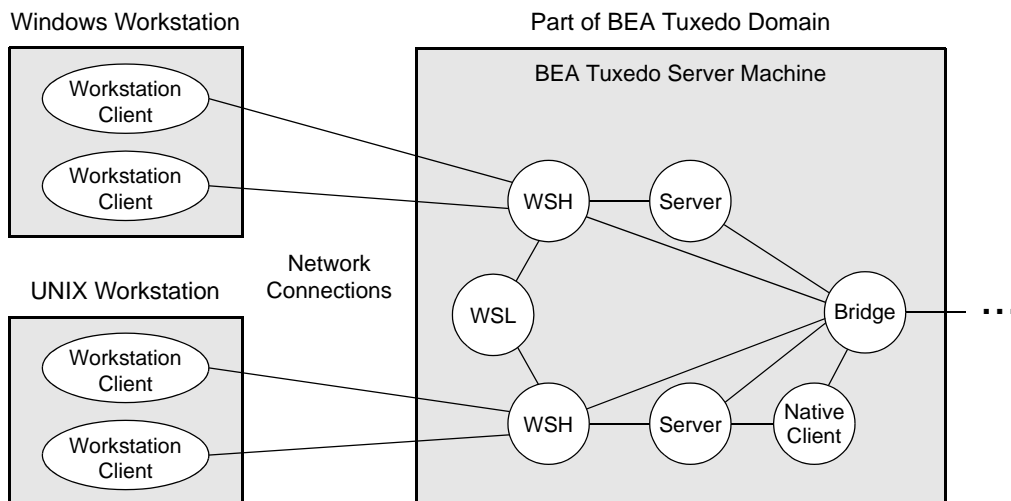 Windows Workstation
Part of BEA Tuxedo Domain
BEA Tuxedo Server Machine
Workstation
Client
Workstation
Client
WSH
Server
Network
Connections
UNIX Workstation
WSL
Bridge
...
Workstation
Client
Workstation
Client
WSH
Server
Native
Client